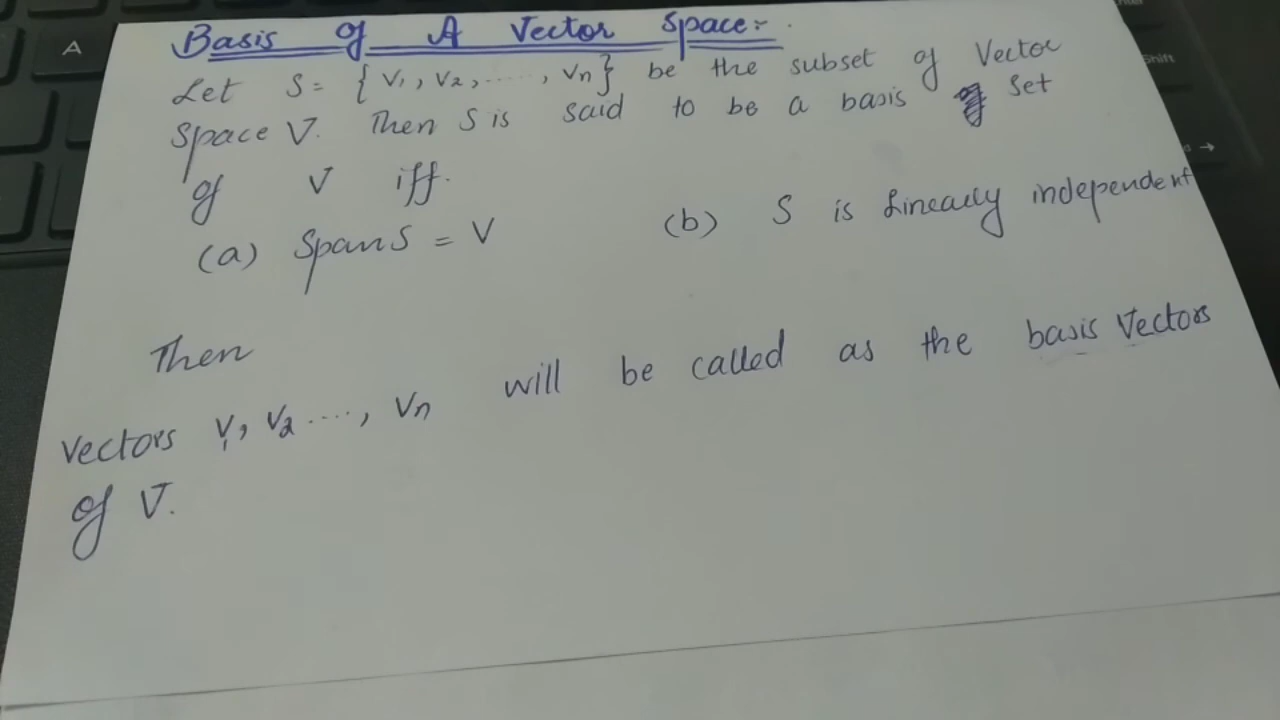 Basis of A Vector Space:-
Let S = { V1, V2, ....., Vn } be the subset of Vector
Space V. Then S is said to be a basis Set
of V iff.
(a) Span S = V (b) S is Linearly independent
Then
Vectors V1, V2 ...., Vn will be called as the basis Vectors
of V.
A
Shift